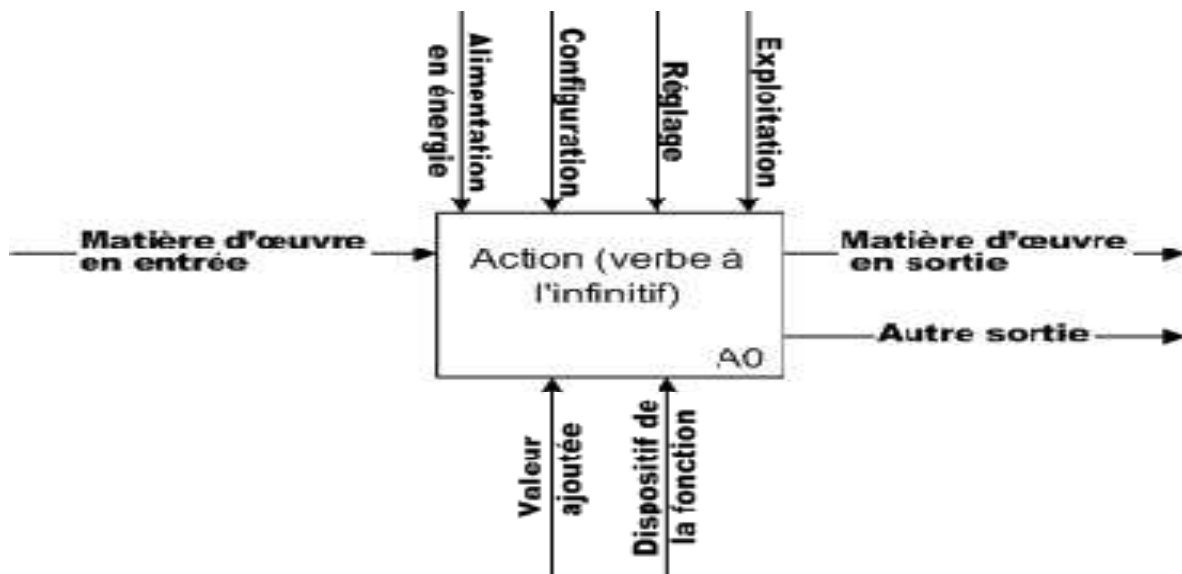 Alimentation
en énergie
Configuration
Réglage
Exploitation
Matière d'œuvre
en entrée
Action (verbe à
l'infinitif)
A0
Matière d'œuvre
en sortie
Autre sortie
Valeur
ajoutée
Dispositif de
la fonction